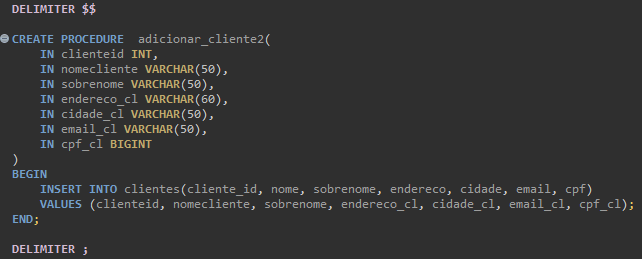 DELIMITER $$
CREATE PROCEDURE  adicionar_cliente2(
    IN clienteid INT,
    IN nomecliente VARCHAR(50),
    IN sobrenome VARCHAR(50),
    IN endereco_cl VARCHAR(60),
    IN cidade_cl VARCHAR(50),
    IN email_cl VARCHAR(50),
    IN cpf_cl BIGINT
)
BEGIN
    INSERT INTO clientes(cliente_id, nome, sobrenome, endereco, cidade, email, cpf)
    VALUES (clienteid, nomecliente, sobrenome, endereco_cl, cidade_cl, email_cl, cpf_cl);
END;
DELIMITER ;